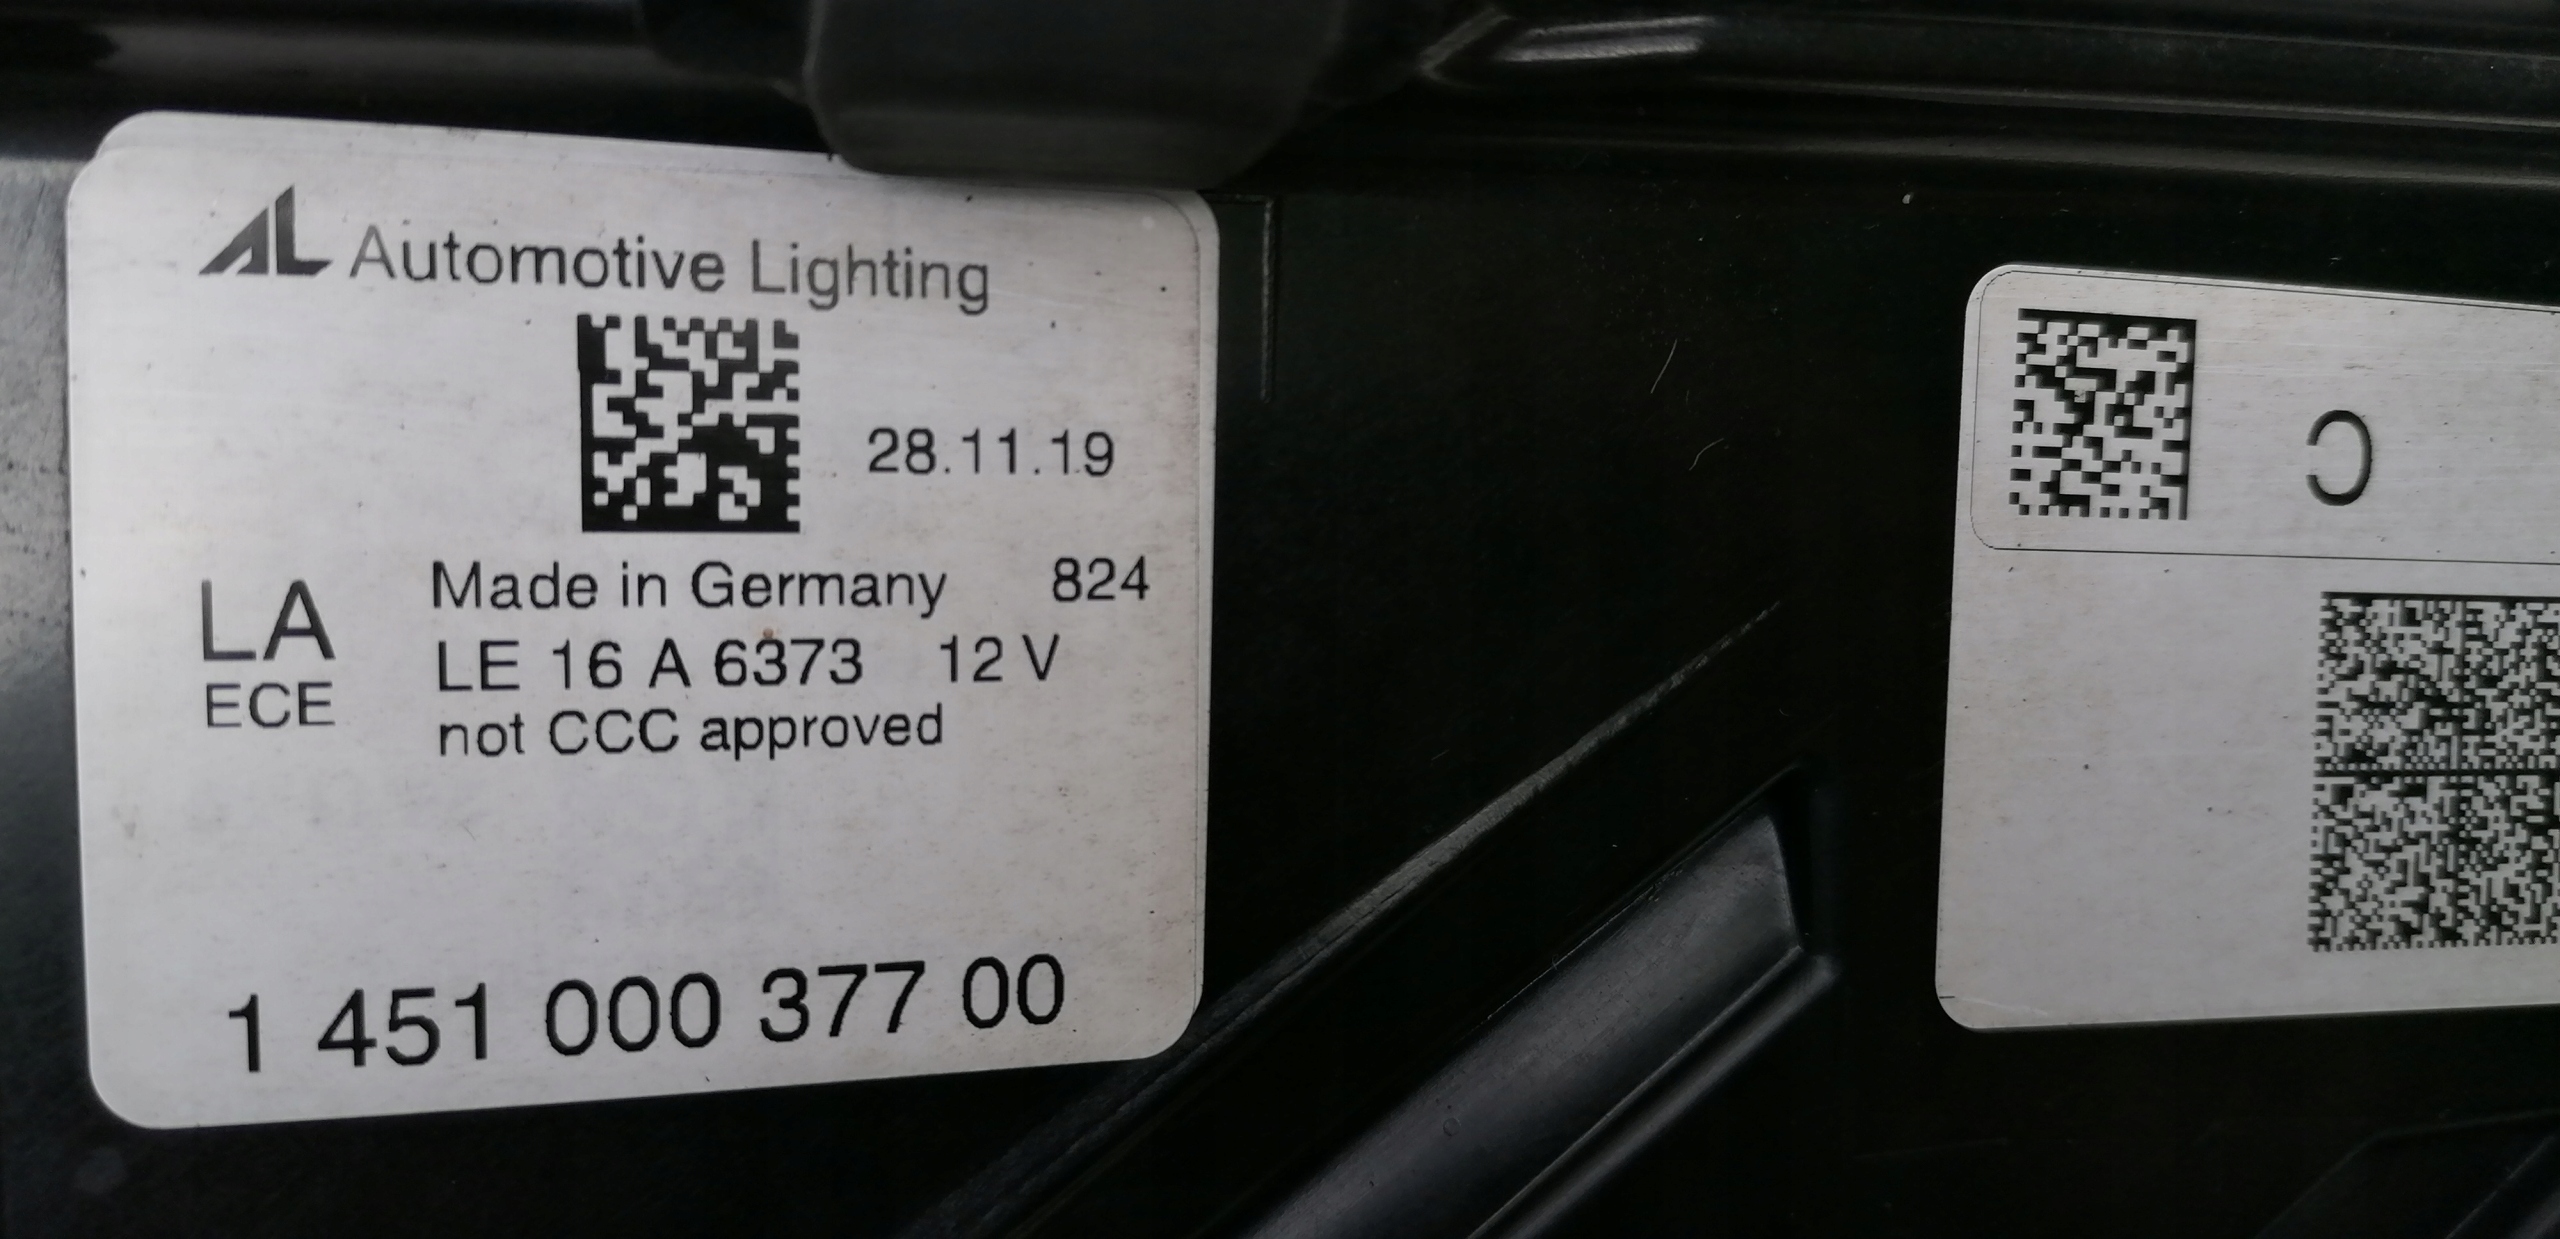 AL Automotive Lighting
28.11.19
Made in Germany 824
LA LE 16 A 6373 12 V
ECE not CCC approved
1 451 000 377 00
C